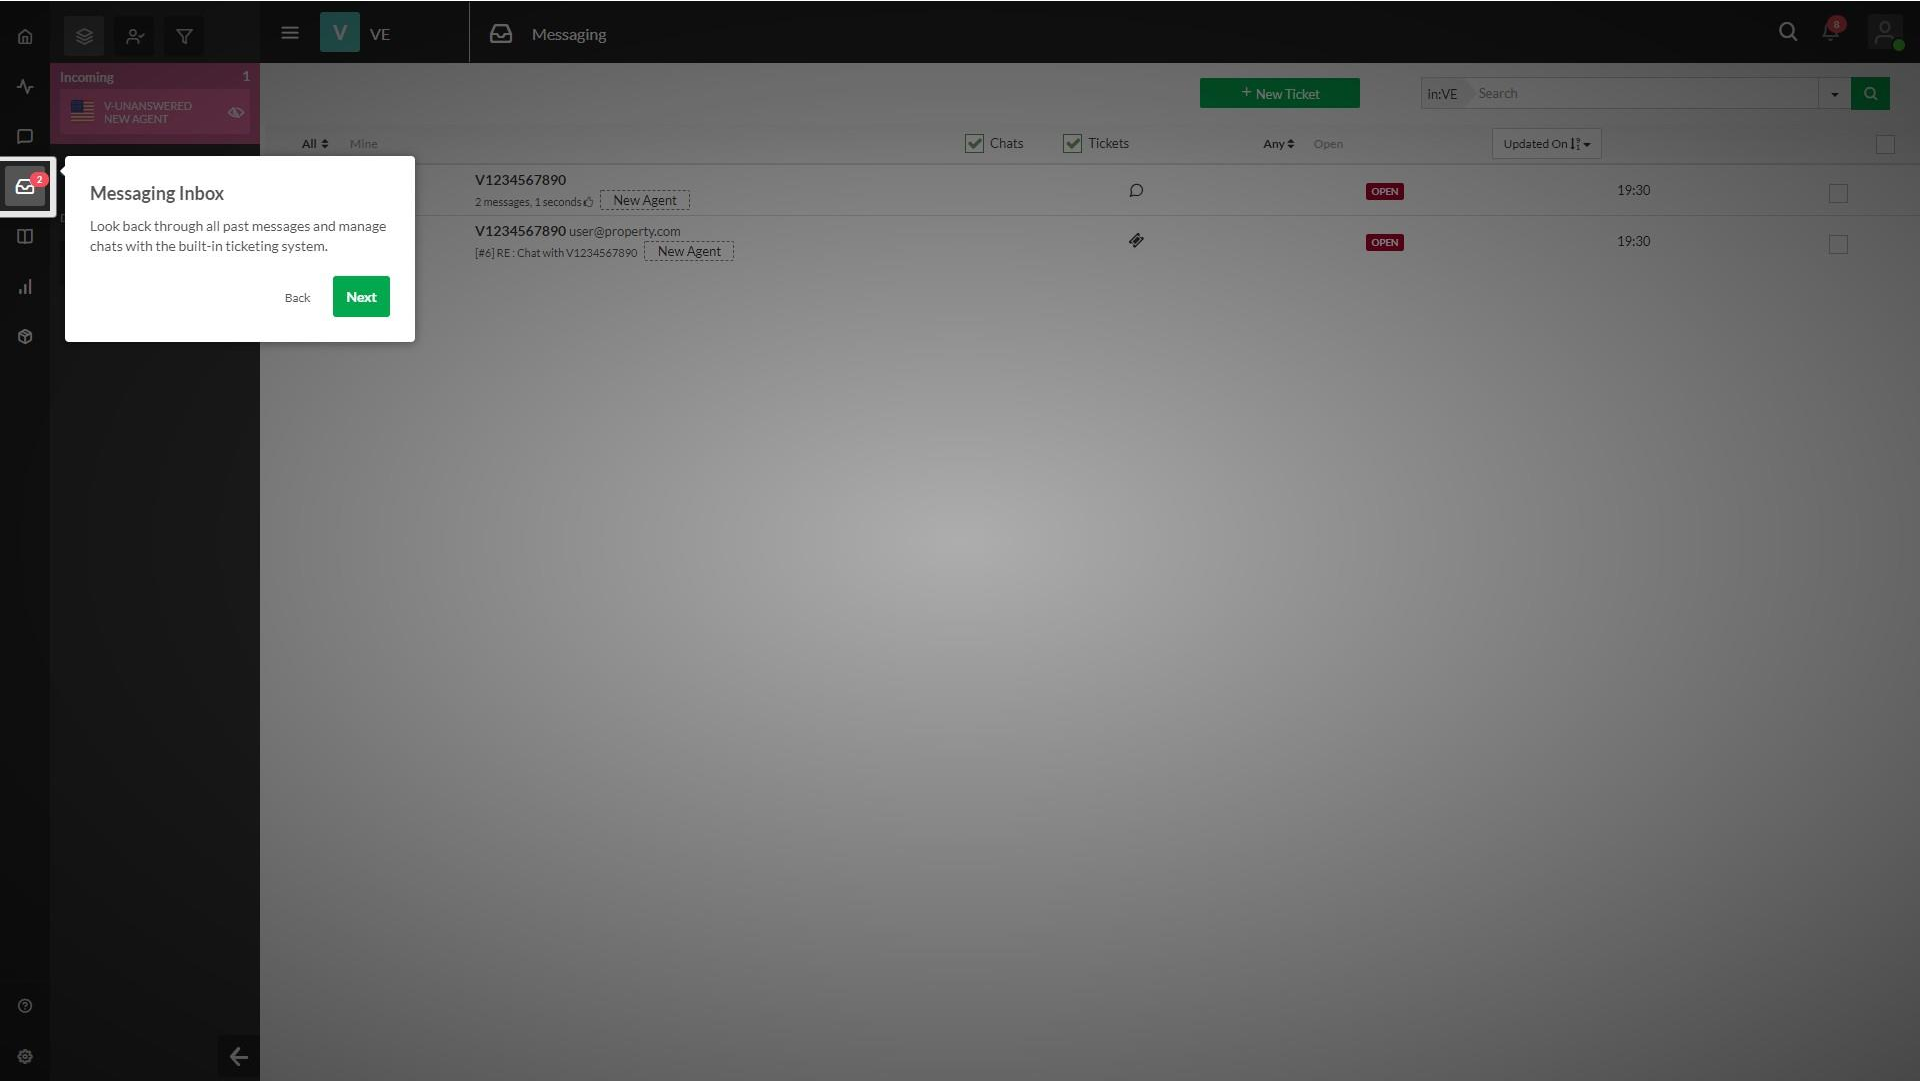 V VE
Messaging
8
Incoming 1
V-UNANSWERED
NEW AGENT
+ New Ticket
in:VE Search
All Mine Chats Tickets Any Open Updated On
2
Messaging Inbox
Look back through all past messages and manage
chats with the built-in ticketing system.
Back Next
V1234567890
2 messages, 1 seconds New Agent
OPEN 19:30
V1234567890 user@property.com
[#6] RE : Chat with V1234567890 New Agent
OPEN 19:30